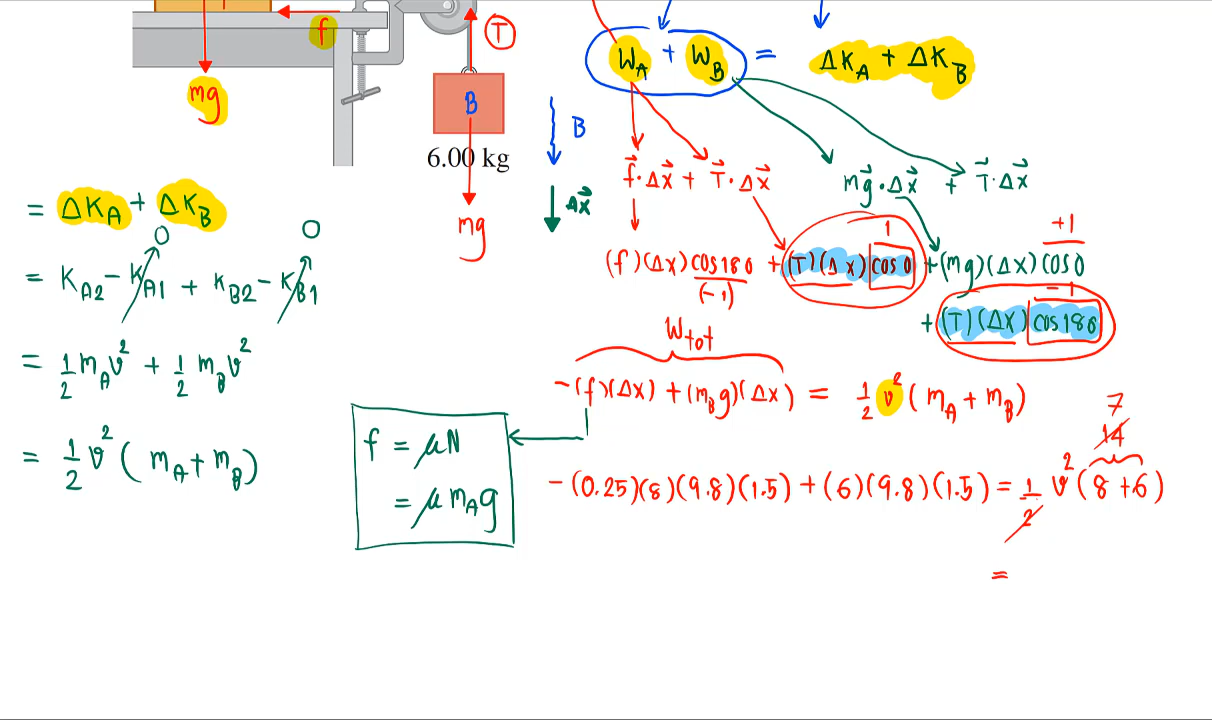 f
T
mg
B
6.00 kg
mg
B
Δx⃗
W_A + W_B = ΔK_A + ΔK_B
f⃗·Δx⃗ + T⃗·Δx⃗
mg⃗·Δx⃗ + T⃗·Δx⃗
(f)(Δx) cos180 + (T)(Δx) cos0 + (mg)(Δx) cos0
(-1)
1
+1
+ (T)(Δx) cos180
-1
= ΔK_A + ΔK_B
0
0
= K_A2 - K_A1 + K_B2 - K_B1
= 1/2 m_A v² + 1/2 m_B v²
= 1/2 v² (m_A + m_B)
W_tot
-(f)(Δx) + (m_B g)(Δx) = 1/2 v² (m_A + m_B)
f = μN
= μ m_A g
7
14
-(0.25)(8)(9.8)(1.5) + (6)(9.8)(1.5) = 1/2 v² (8 + 6)
=